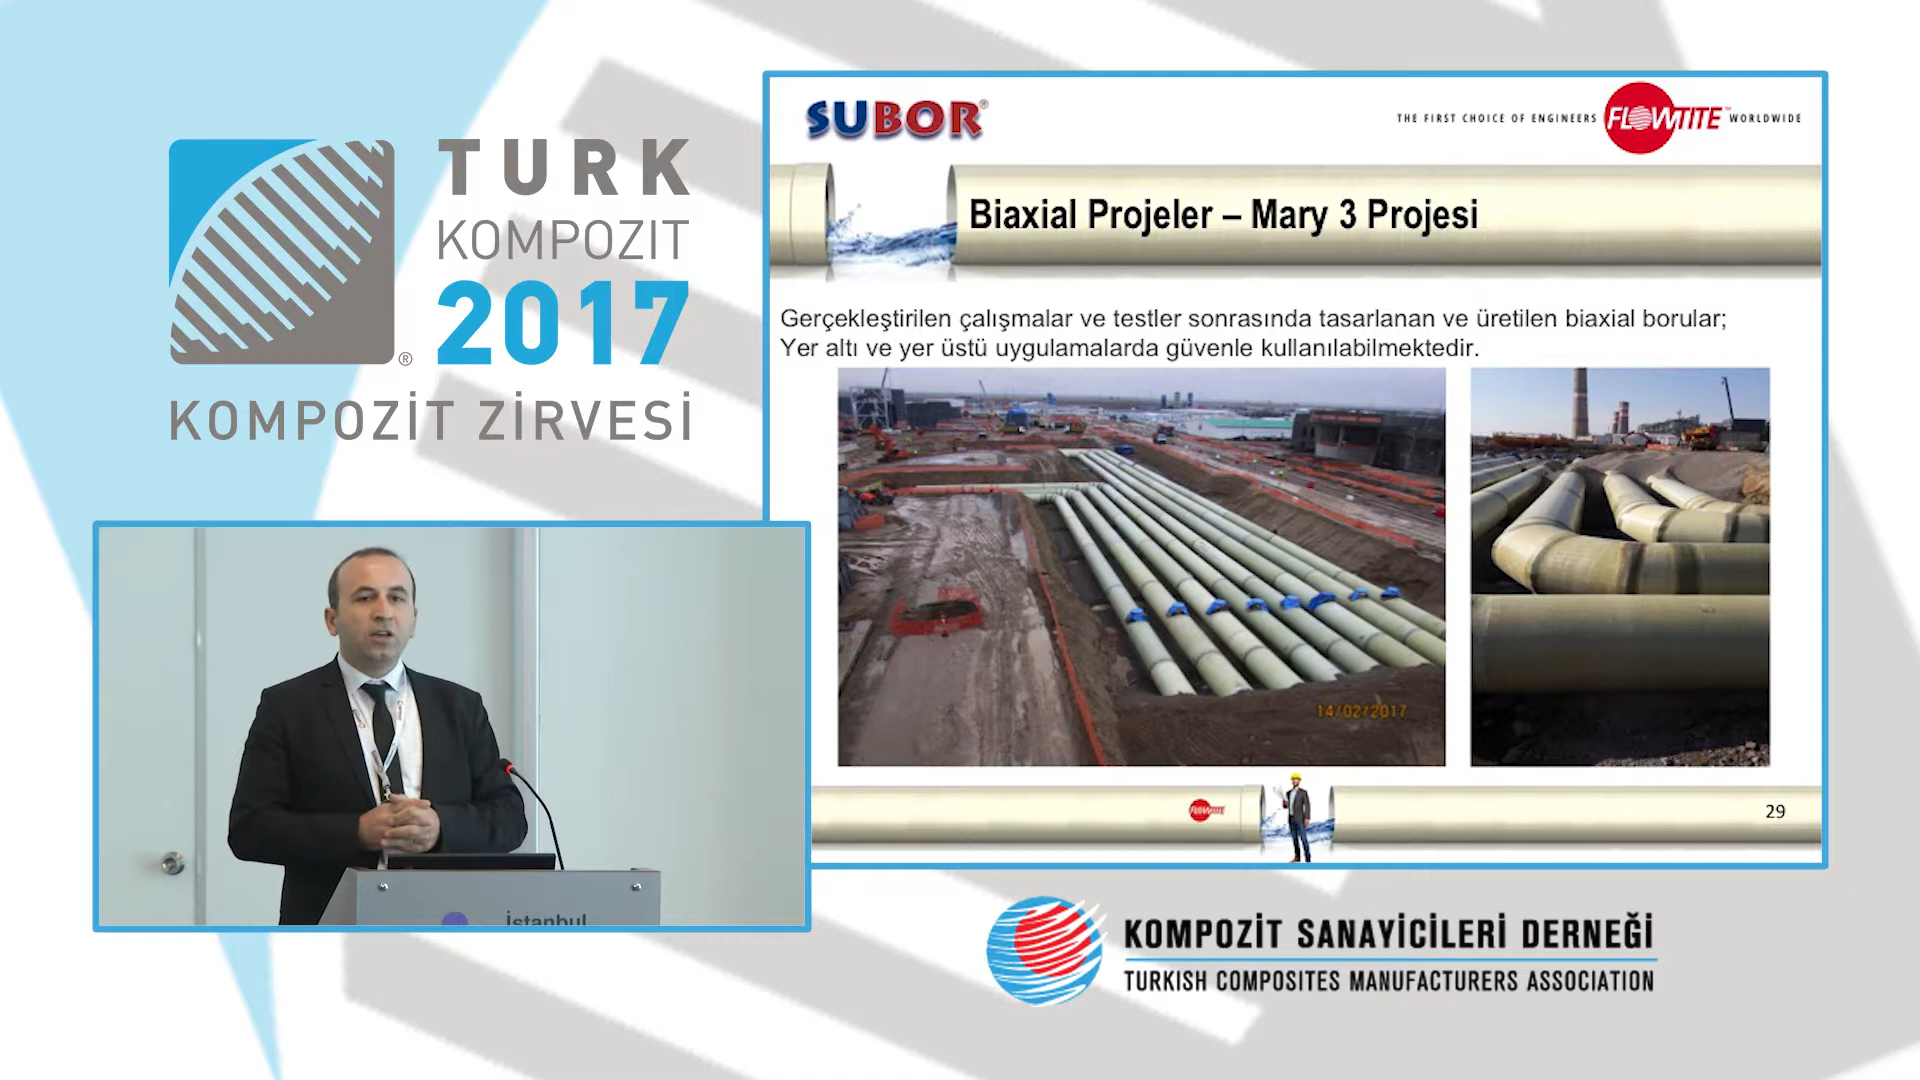 TURK
KOMPOZIT
2017
®
KOMPOZİT ZİRVESİ
SUBOR®
THE FIRST CHOICE OF ENGINEERS FLOWTITE™ WORLDWIDE
Biaxial Projeler – Mary 3 Projesi
Gerçekleştirilen çalışmalar ve testler sonrasında tasarlanan ve üretilen biaxial borular;
Yer altı ve yer üstü uygulamalarda güvenle kullanılabilmektedir.
14/02/2017
FLOWTITE
29
İstanbul
KOMPOZİT SANAYİCİLERİ DERNEĞİ
TURKISH COMPOSITES MANUFACTURERS ASSOCIATION